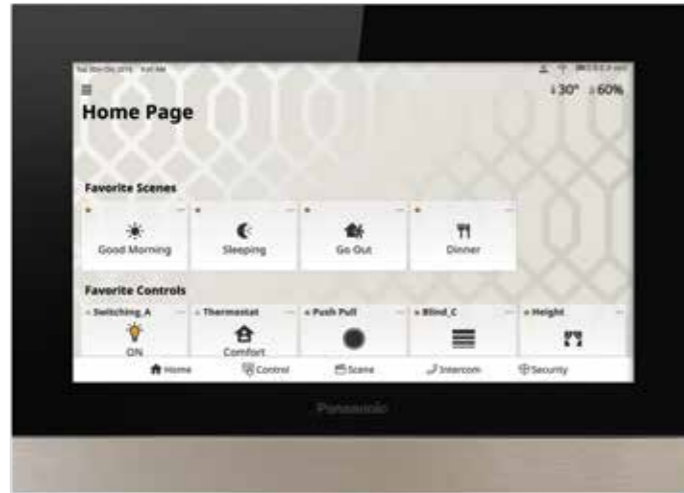 30° 60%
Home Page
Favorite Scenes
Good Morning Sleeping Go Out Dinner
Favorite Controls
Switching_A Thermostat Push Pull Blind_C Height
ON Comfort
Home Control Scene Intercom Security
Panasonic